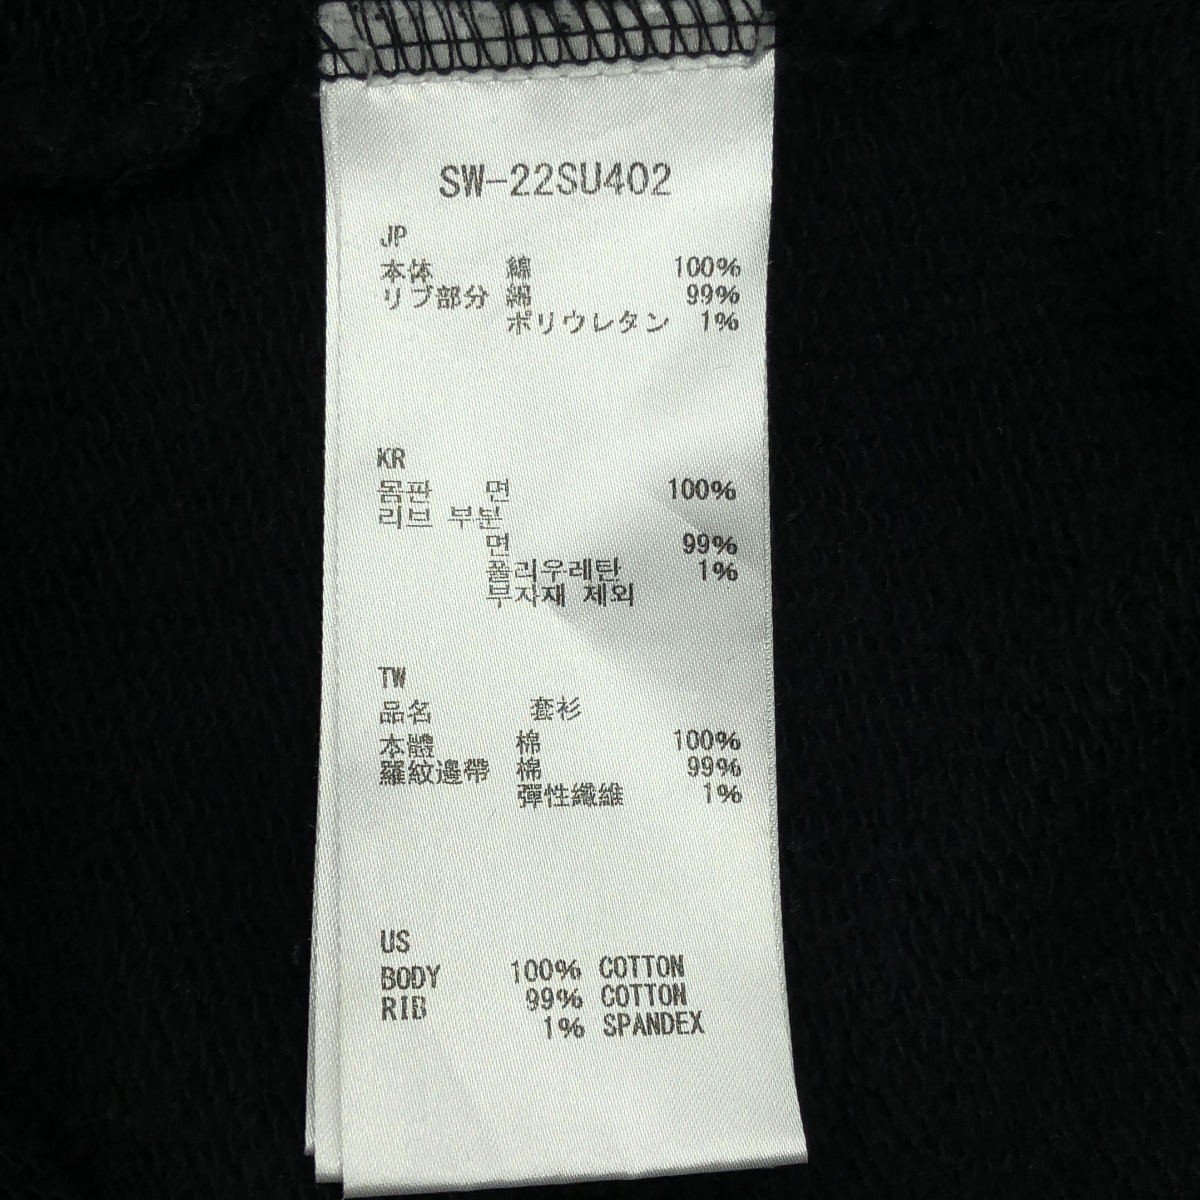 SW-22SU402
JP
本体 綿 100%
リブ部分 綿 99%
ポリウレタン 1%
KR
몸판 면 100%
리브 부분
면 99%
폴리우레탄 1%
부자재 제외
TW
品名 套衫
本體 棉 100%
羅紋邊帶 棉 99%
彈性纖維 1%
US
BODY 100% COTTON
RIB 99% COTTON
1% SPANDEX